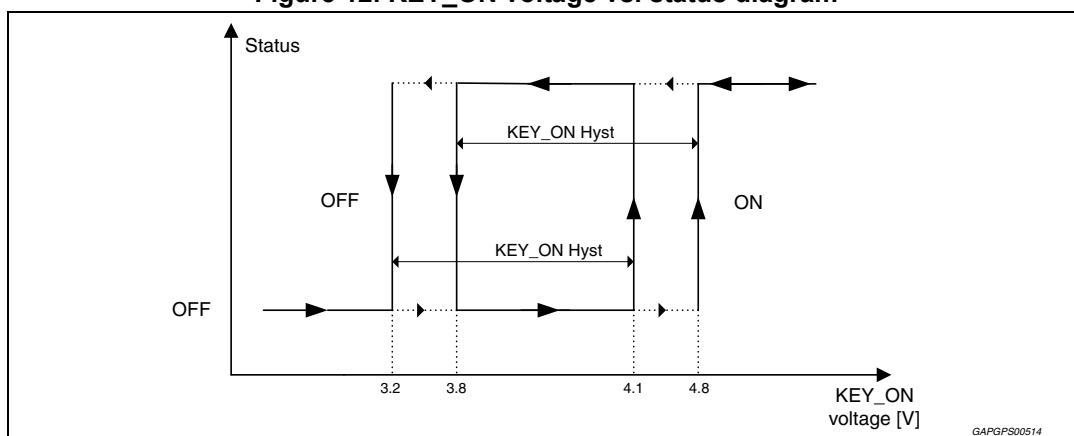 Figure 12. KEY_ON voltage vs. status diagram
Status
KEY_ON Hyst
OFF
ON
KEY_ON Hyst
OFF
3.2
3.8
4.1
4.8
KEY_ON
voltage [V]
GAPGPS00514